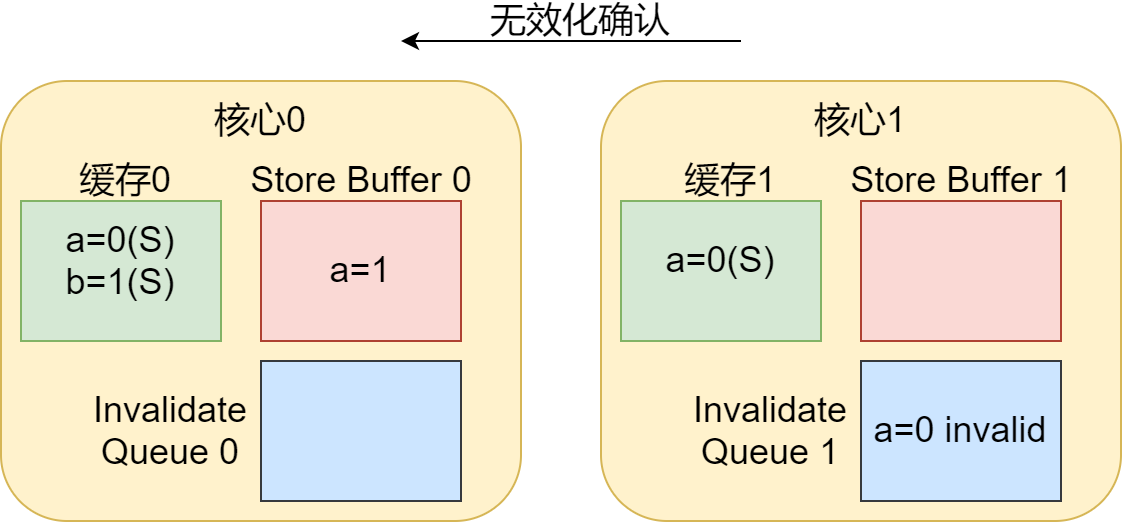 无效化确认
核心0
缓存0
Store Buffer 0
a=0(S)
b=1(S)
a=1
Invalidate
Queue 0
核心1
缓存1
Store Buffer 1
a=0(S)
Invalidate
Queue 1
a=0 invalid